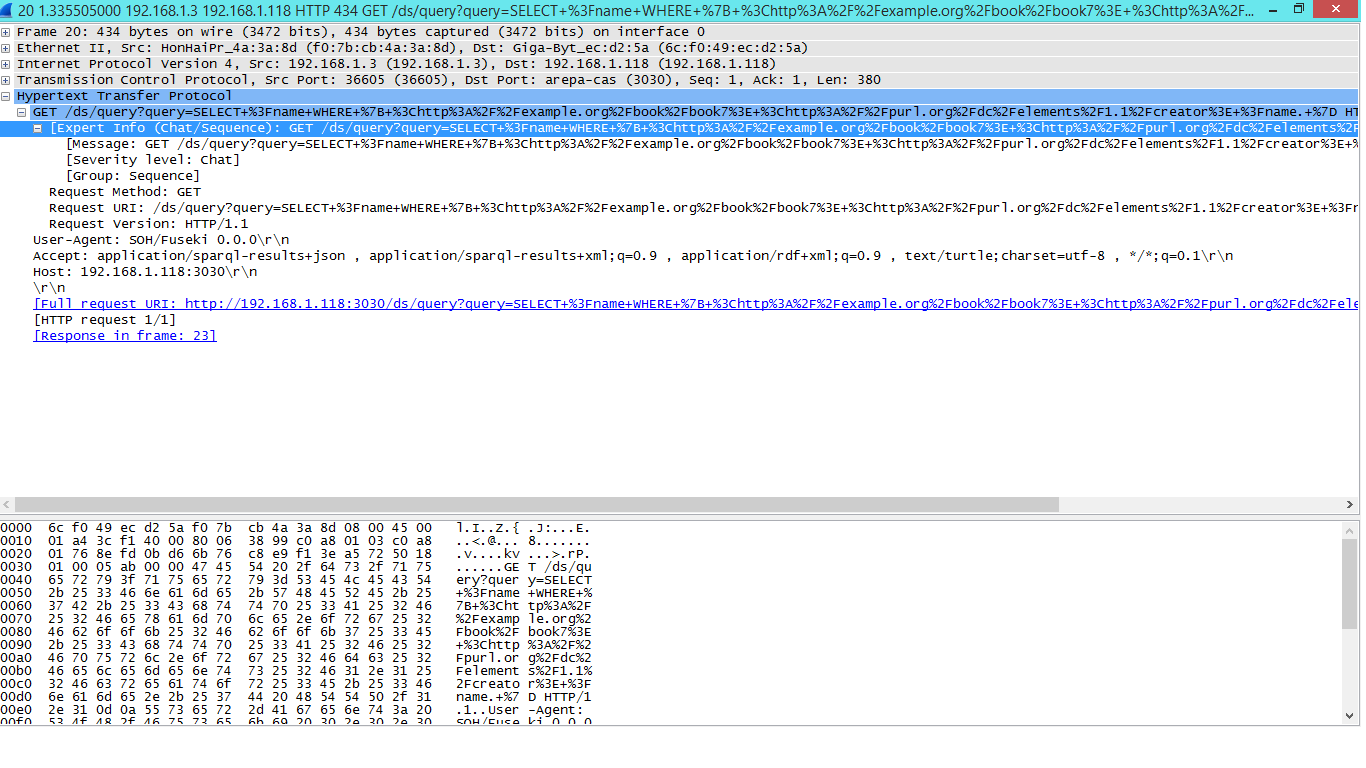 20 1.335505000 192.168.1.3 192.168.1.118 HTTP 434 GET /ds/query?query=SELECT+%3Fname+WHERE+%7B+%3Chttp%3A%2F%2Fexample.org%2Fbook%2Fbook7%3E+%3Chttp%3A%2F...
Frame 20: 434 bytes on wire (3472 bits), 434 bytes captured (3472 bits) on interface 0
Ethernet II, Src: HonHaiPr_4a:3a:8d (f0:7b:cb:4a:3a:8d), Dst: Giga-Byt_ec:d2:5a (6c:f0:49:ec:d2:5a)
Internet Protocol Version 4, Src: 192.168.1.3 (192.168.1.3), Dst: 192.168.1.118 (192.168.1.118)
Transmission Control Protocol, Src Port: 36605 (36605), Dst Port: arepa-cas (3030), Seq: 1, Ack: 1, Len: 380
Hypertext Transfer Protocol
GET /ds/query?query=SELECT+%3Fname+WHERE+%7B+%3Chttp%3A%2F%2Fexample.org%2Fbook%2Fbook7%3E+%3Chttp%3A%2F%2Fpurl.org%2Fdc%2Felements%2F1.1%2Fcreator%3E+%3Fname.+%7D HT
[Expert Info (Chat/Sequence): GET /ds/query?query=SELECT+%3Fname+WHERE+%7B+%3Chttp%3A%2F%2Fexample.org%2Fbook%2Fbook7%3E+%3Chttp%3A%2F%2Fpurl.org%2Fdc%2Felements%2F
[Message: GET /ds/query?query=SELECT+%3Fname+WHERE+%7B+%3Chttp%3A%2F%2Fexample.org%2Fbook%2Fbook7%3E+%3Chttp%3A%2F%2Fpurl.org%2Fdc%2Felements%2F1.1%2Fcreator%3E+%
[Severity level: Chat]
[Group: Sequence]
Request Method: GET
Request URI: /ds/query?query=SELECT+%3Fname+WHERE+%7B+%3Chttp%3A%2F%2Fexample.org%2Fbook%2Fbook7%3E+%3Chttp%3A%2F%2Fpurl.org%2Fdc%2Felements%2F1.1%2Fcreator%3E+%3Fn
Request Version: HTTP/1.1
User-Agent: SOH/Fuseki 0.0.0\r\n
Accept: application/sparql-results+json , application/sparql-results+xml;q=0.9 , application/rdf+xml;q=0.9 , text/turtle;charset=utf-8 , */*;q=0.1\r\n
Host: 192.168.1.118:3030\r\n
\r\n
[Full request URI: http://192.168.1.118:3030/ds/query?query=SELECT+%3Fname+WHERE+%7B+%3Chttp%3A%2F%2Fexample.org%2Fbook%2Fbook7%3E+%3Chttp%3A%2F%2Fpurl.org%2Fdc%2Fele
[HTTP request 1/1]
[Response in frame: 23]
0000 6c f0 49 ec d2 5a f0 7b cb 4a 3a 8d 08 00 45 00 l.I..Z.{ .J:...E.
0010 01 a4 3c f1 40 00 80 06 38 99 c0 a8 01 03 c0 a8 ..<.@... 8.......
0020 01 76 8e fd 0b d6 6b 76 c8 e9 f1 3e a5 72 50 18 .v....kv ...>.rP.
0030 01 00 05 ab 00 00 47 45 54 20 2f 64 73 2f 71 75 ......GE T /ds/qu
0040 65 72 79 3f 71 75 65 72 79 3d 53 45 4c 45 43 54 ery?quer y=SELECT
0050 2b 25 33 46 6e 61 6d 65 2b 57 48 45 52 45 2b 25 +%3Fname +WHERE+%
0060 37 42 2b 25 33 43 68 74 74 70 25 33 41 25 32 46 7B+%3Cht tp%3A%2F
0070 25 32 46 65 78 61 6d 70 6c 65 2e 6f 72 67 25 32 %2Fexamp le.org%2
0080 46 62 6f 6f 6b 25 32 46 62 6f 6f 6b 37 25 33 45 Fbook%2F book7%3E
0090 2b 25 33 43 68 74 74 70 25 33 41 25 32 46 25 32 +%3Chttp %3A%2F%2
00a0 46 70 75 72 6c 2e 6f 72 67 25 32 46 64 63 25 32 Fpurl.or g%2Fdc%2
00b0 46 65 6c 65 6d 65 6e 74 73 25 32 46 31 2e 31 25 Felement s%2F1.1%
00c0 32 46 63 72 65 61 74 6f 72 25 33 45 2b 25 33 46 2Fcreato r%3E+%3F
00d0 6e 61 6d 65 2e 2b 25 37 44 20 48 54 54 50 2f 31 name.+%7 D HTTP/1
00e0 2e 31 0d 0a 55 73 65 72 2d 41 67 65 6e 74 3a 20 .1..User -Agent:
00f0 53 4f 48 2f 46 75 73 65 6b 69 20 30 2e 30 2e 30 SOH/Fuse ki 0.0.0